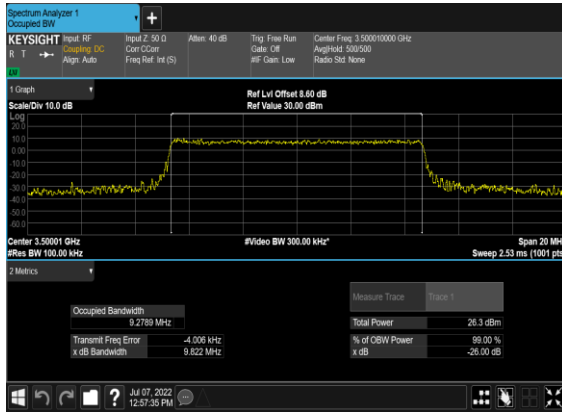 Spectrum Analyzer 1
Occupied BW
KEYSIGHT Input: RF Input Z: 50 Ω Atten: 40 dB Trig: Free Run Center Freq: 3.500010000 GHz
R T Coupling: DC Corr CCorr Gate: Off Avg|Hold: 500/500
Align: Auto Freq Ref: Int (S) #IF Gain: Low Radio Std: None
1 Graph
Scale/Div 10.0 dB
Ref Lvl Offset 8.60 dB
Ref Value 30.00 dBm
Log
20.0
10.0
0.00
-10.0
-20.0
-30.0
-40.0
-50.0
-60.0
Center 3.50001 GHz #Video BW 300.00 kHz* Span 20 MH
#Res BW 100.00 kHz Sweep 2.53 ms (1001 pts
2 Metrics
Measure Trace Trace 1
Occupied Bandwidth
9.2789 MHz
Total Power 26.3 dBm
Transmit Freq Error -4.006 kHz % of OBW Power 99.00 %
x dB Bandwidth 9.822 MHz x dB -26.00 dB
?
Jul 07, 2022
12:57:35 PM